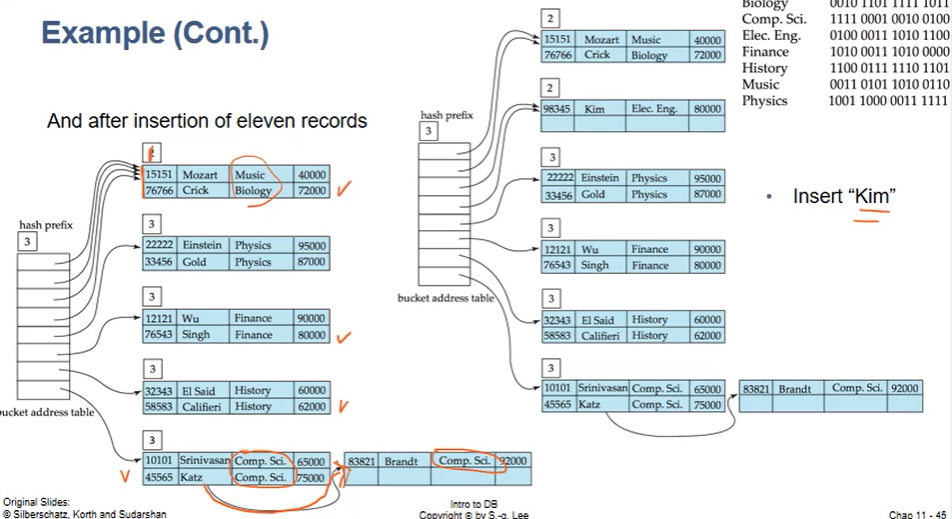 Example (Cont.)
And after insertion of eleven records
hash prefix
3
bucket address table
15151 Mozart Music 40000
76766 Crick Biology 72000
3
22222 Einstein Physics 95000
33456 Gold Physics 87000
3
12121 Wu Finance 90000
76543 Singh Finance 80000
3
32343 El Said History 60000
58583 Califieri History 62000
3
10101 Srinivasan Comp. Sci. 65000
45565 Katz Comp. Sci. 75000
83821 Brandt Comp. Sci. 92000
hash prefix
3
bucket address table
2
15151 Mozart Music 40000
76766 Crick Biology 72000
2
98345 Kim Elec. Eng. 80000
3
22222 Einstein Physics 95000
33456 Gold Physics 87000
3
12121 Wu Finance 90000
76543 Singh Finance 80000
3
32343 El Said History 60000
58583 Califieri History 62000
3
10101 Srinivasan Comp. Sci. 65000
45565 Katz Comp. Sci. 75000
83821 Brandt Comp. Sci. 92000
Biology 0010 1101 1111 1011
Comp. Sci. 1111 0001 0010 0100
Elec. Eng. 0100 0011 1010 1100
Finance 1010 0011 1010 0000
History 1100 0111 1110 1101
Music 0011 0101 1010 0110
Physics 1001 1000 0011 1111
• Insert “Kim”
Original Slides:
© Silberschatz, Korth and Sudarshan
Intro to DB
Copyright © by S.-g. Lee
Chap 11 - 45